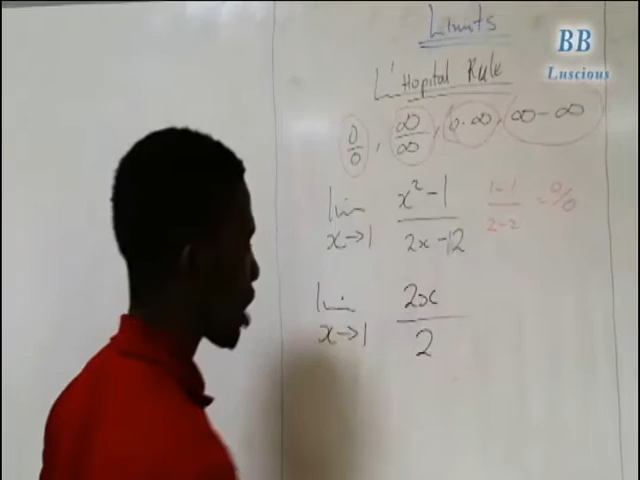 Limits
BB
Luscious
L'Hopital Rule
0/0, ∞/∞, 0·∞, ∞-∞
lim x→1 x²-1 / 2x-12 1-1 / 2-2 = 0/0
lim x→1 2x / 2